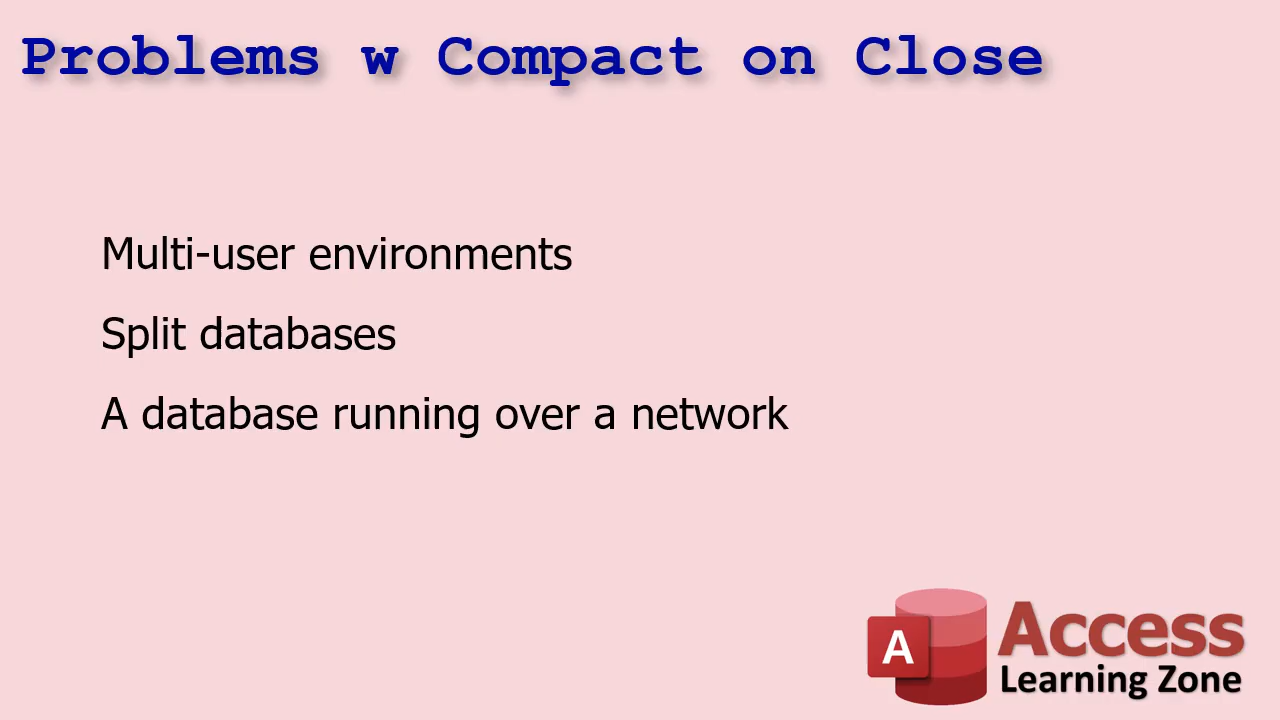 Problems w Compact on Close
Multi-user environments
Split databases
A database running over a network
A
Access
Learning Zone